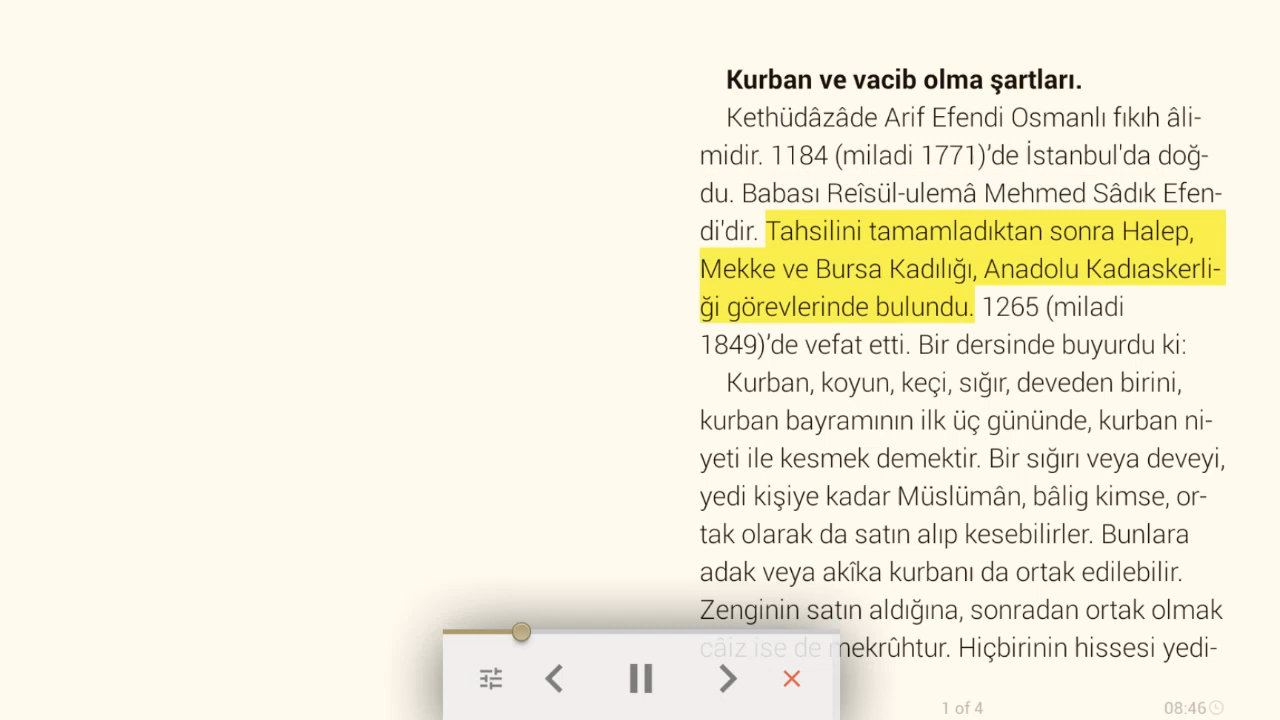 Kurban ve vacib olma şartları.
Kethüdâzâde Arif Efendi Osmanlı fıkıh âli-
midir. 1184 (miladi 1771)’de İstanbul'da doğ-
du. Babası Reîsül-ulemâ Mehmed Sâdık Efen-
di'dir. Tahsilini tamamladıktan sonra Halep,
Mekke ve Bursa Kadılığı, Anadolu Kadıaskerli-
ği görevlerinde bulundu. 1265 (miladi
1849)’de vefat etti. Bir dersinde buyurdu ki:
Kurban, koyun, keçi, sığır, deveden birini,
kurban bayramının ilk üç gününde, kurban ni-
yeti ile kesmek demektir. Bir sığırı veya deveyi,
yedi kişiye kadar Müslümân, bâlig kimse, or-
tak olarak da satın alıp kesebilirler. Bunlara
adak veya akîka kurbanı da ortak edilebilir.
Zenginin satın aldığına, sonradan ortak olmak
câiz ise de mekrûhtur. Hiçbirinin hissesi yedi-
1 of 4 08:46